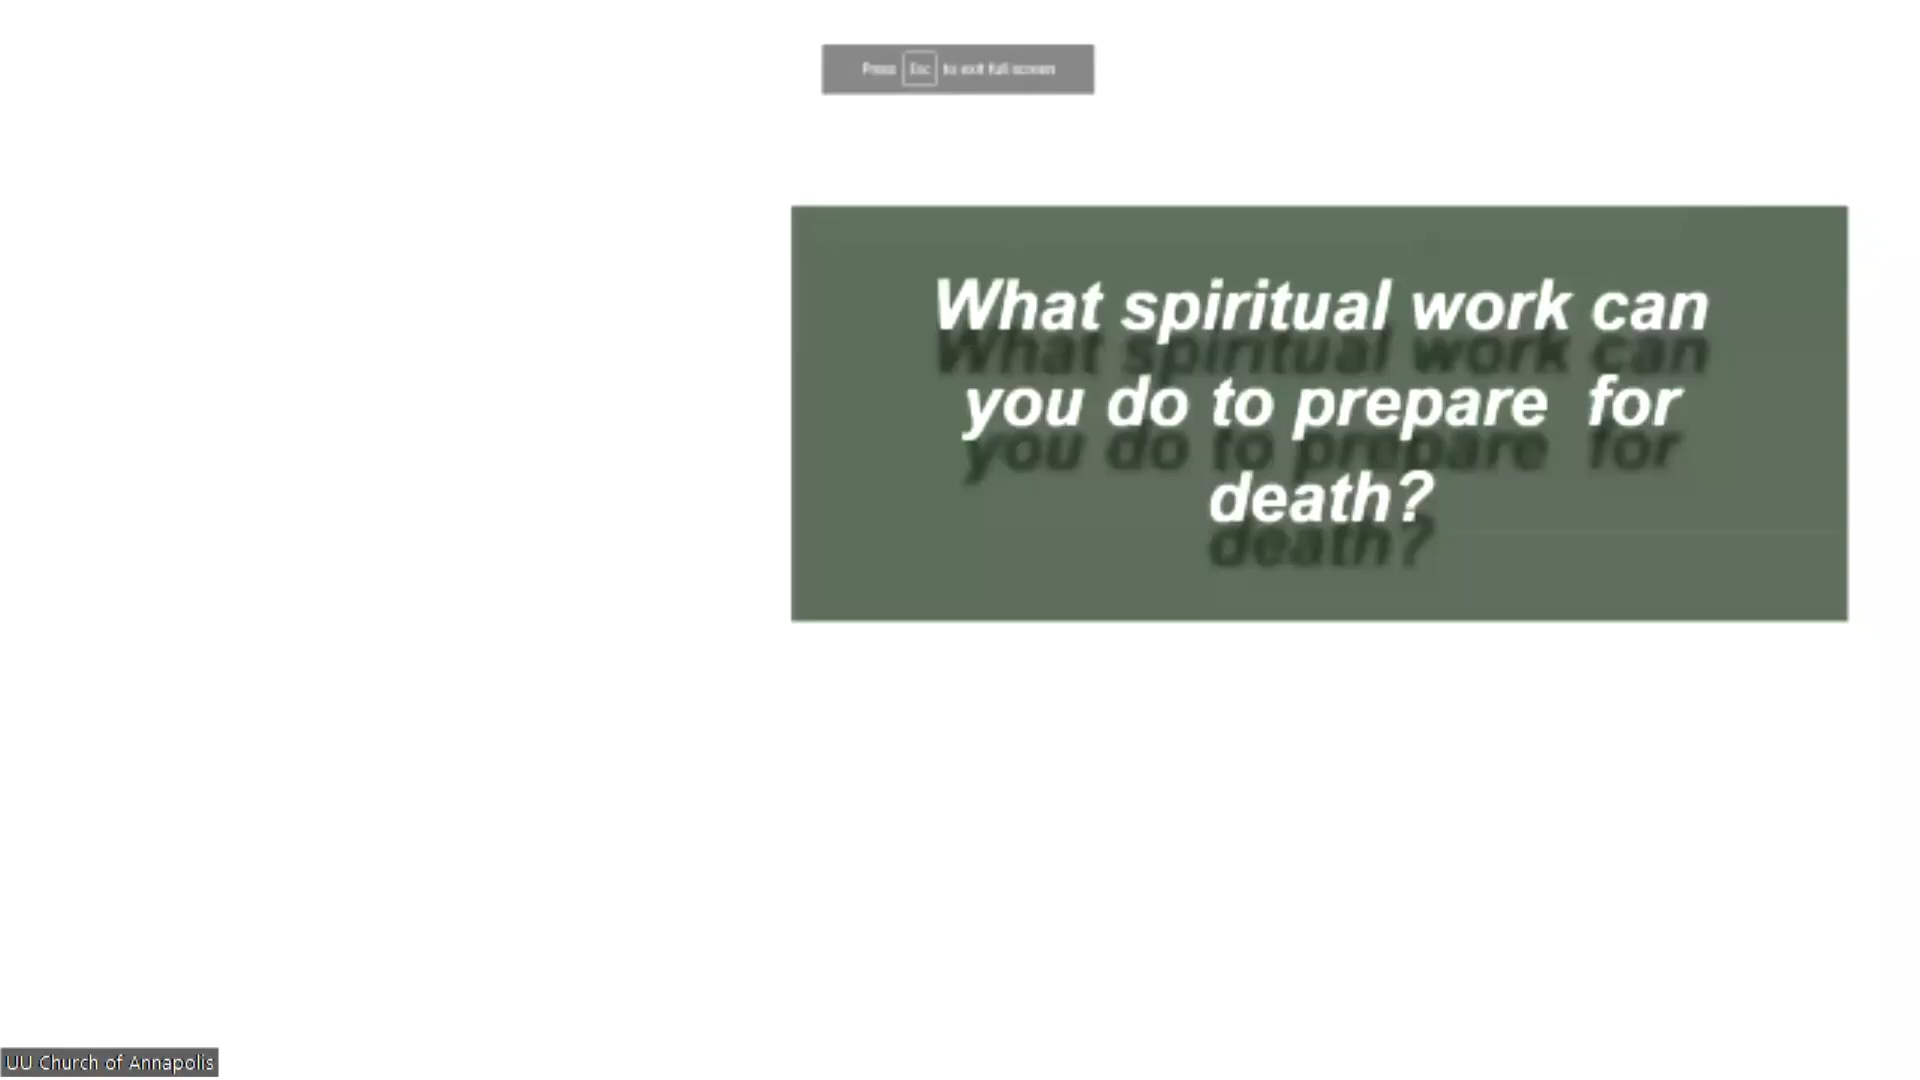 Press Esc to exit full screen
What spiritual work can
you do to prepare for
death?
UU Church of Annapolis